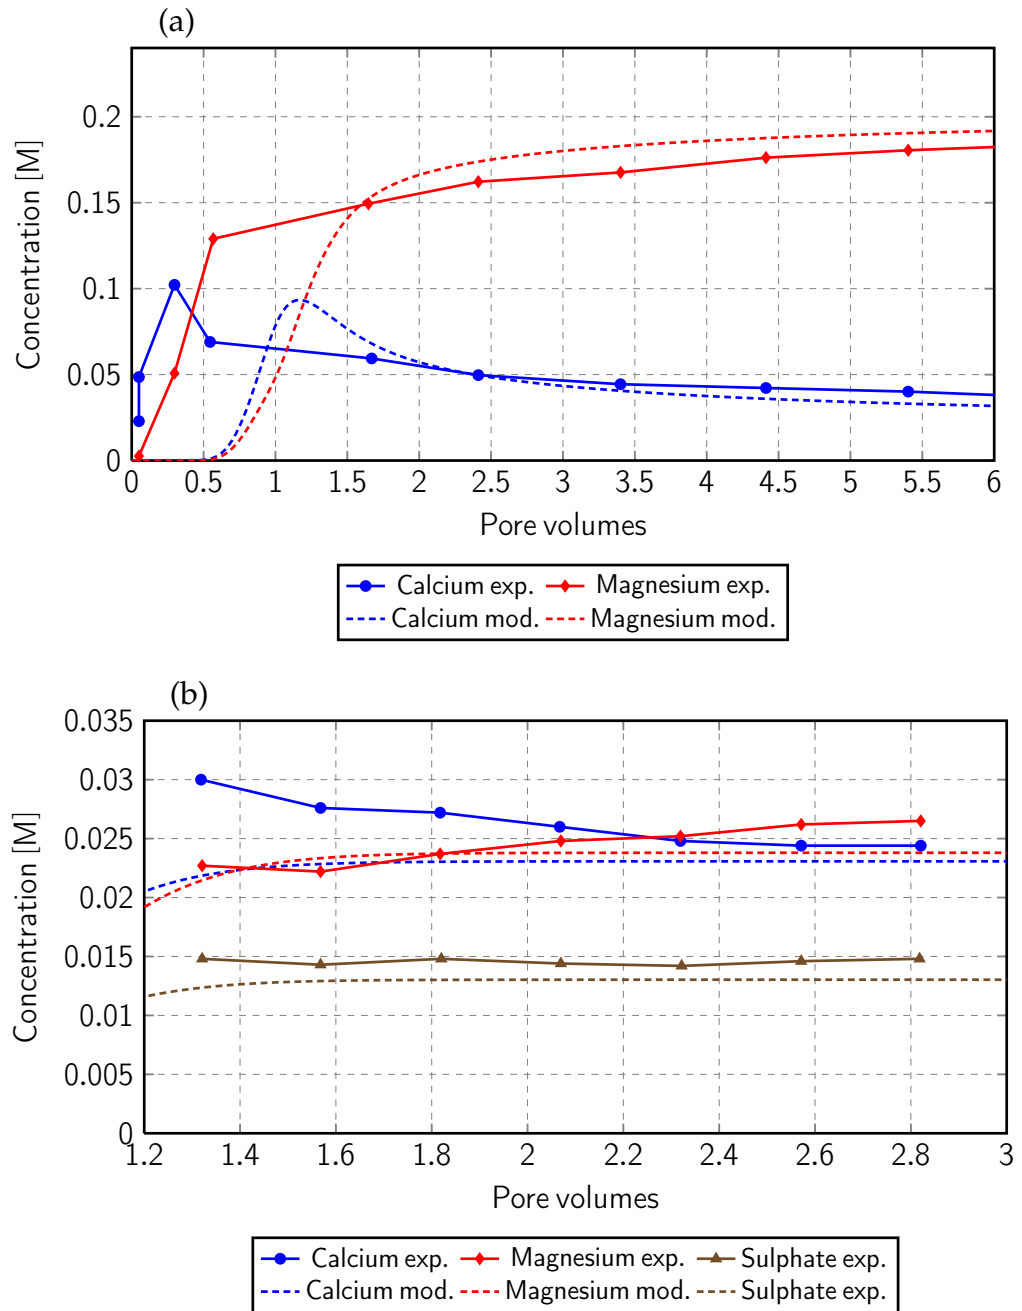 (a)
0.2
0.15
0.1
0.05
0
Concentration [M]
0 0.5 1 1.5 2 2.5 3 3.5 4 4.5 5 5.5 6
Pore volumes
Calcium exp. Magnesium exp.
Calcium mod. Magnesium mod.
(b)
0.035
0.03
0.025
0.02
0.015
0.01
0.005
0
Concentration [M]
1.2 1.4 1.6 1.8 2 2.2 2.4 2.6 2.8 3
Pore volumes
Calcium exp. Magnesium exp. Sulphate exp.
Calcium mod. Magnesium mod. Sulphate exp.